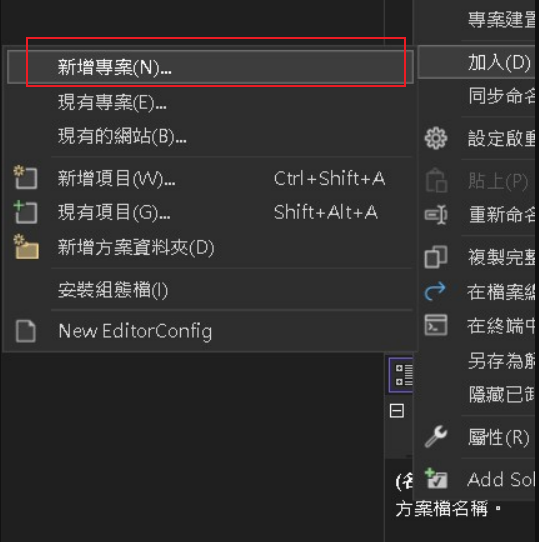 專案建置
新增專案(N)...
加入(D)
現有專案(E)...
同步命名
現有的網站(B)...
設定啟動
新增項目(W)... Ctrl+Shift+A
貼上(P)
現有項目(G)... Shift+Alt+A
重新命名
新增方案資料夾(D)
複製完整
安裝組態檔(I)
在檔案總
New EditorConfig
在終端中
另存為解
隱藏已卸
屬性(R)
Add Sol
(名
方案檔名稱。